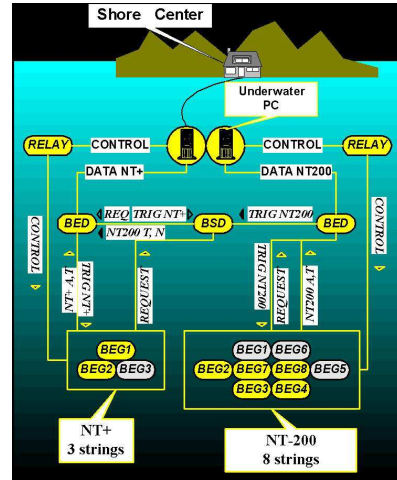 Shore Center
Underwater
PC
RELAY
CONTROL
CONTROL
RELAY
DATA NT+
DATA NT200
BED
REQ TRIG NT+
BSD
TRIG NT200
BED
NT200 T, N
CONTROL
NT+ A,T
TRIG NT+
REQUEST
TRIG NT200
REQUEST
NT200 A,T
CONTROL
BEG1
BEG2
BEG3
BEG1
BEG6
BEG2
BEG7
BEG8
BEG5
BEG3
BEG4
NT+
3 strings
NT-200
8 strings